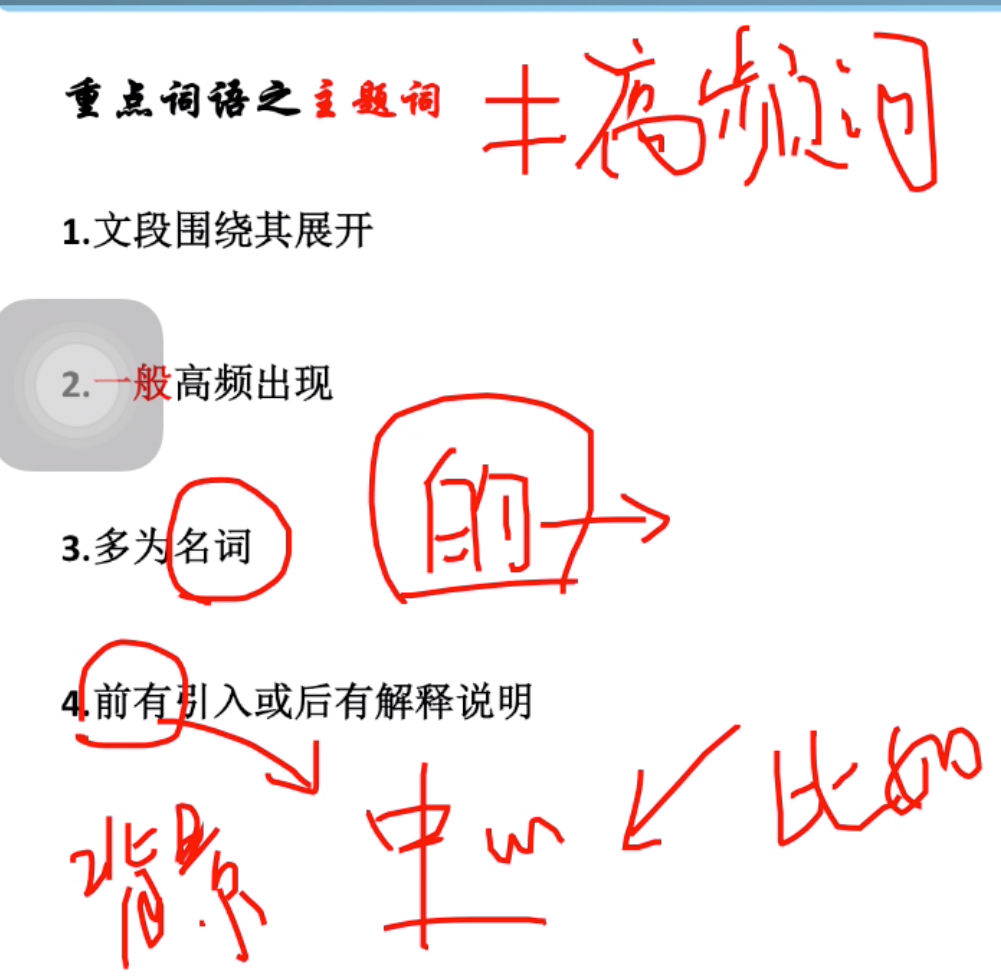 重点词语之主题词 ≠高频词
1.文段围绕其展开
2.一般高频出现
3.多为名词 的
4.前有引入或后有解释说明
背景 中心 比如